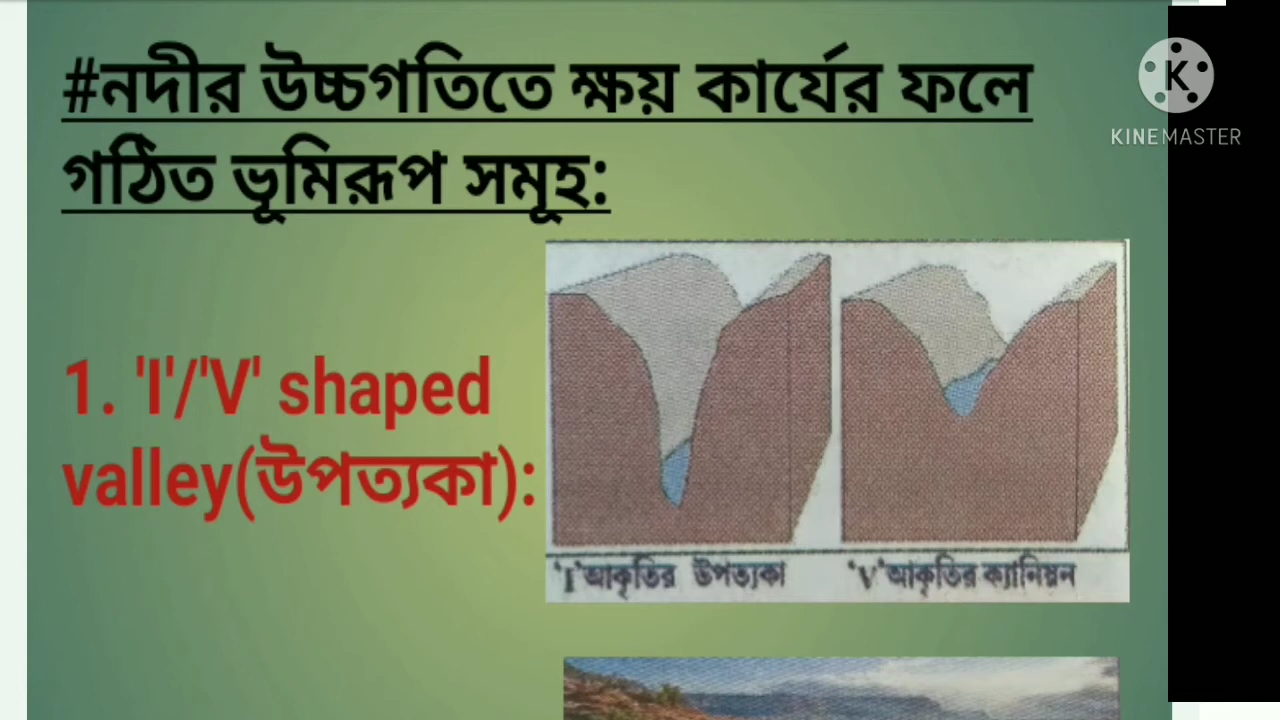 #নদীর উচ্চগতিতে ক্ষয় কার্যের ফলে
গঠিত ভূমিরূপ সমূহ:
KINEMASTER
1. 'I'/'V' shaped
valley(উপত্যকা):
‘I‘আকৃতির উপত্যকা
‘V‘আকৃতির ক্যানিয়ন